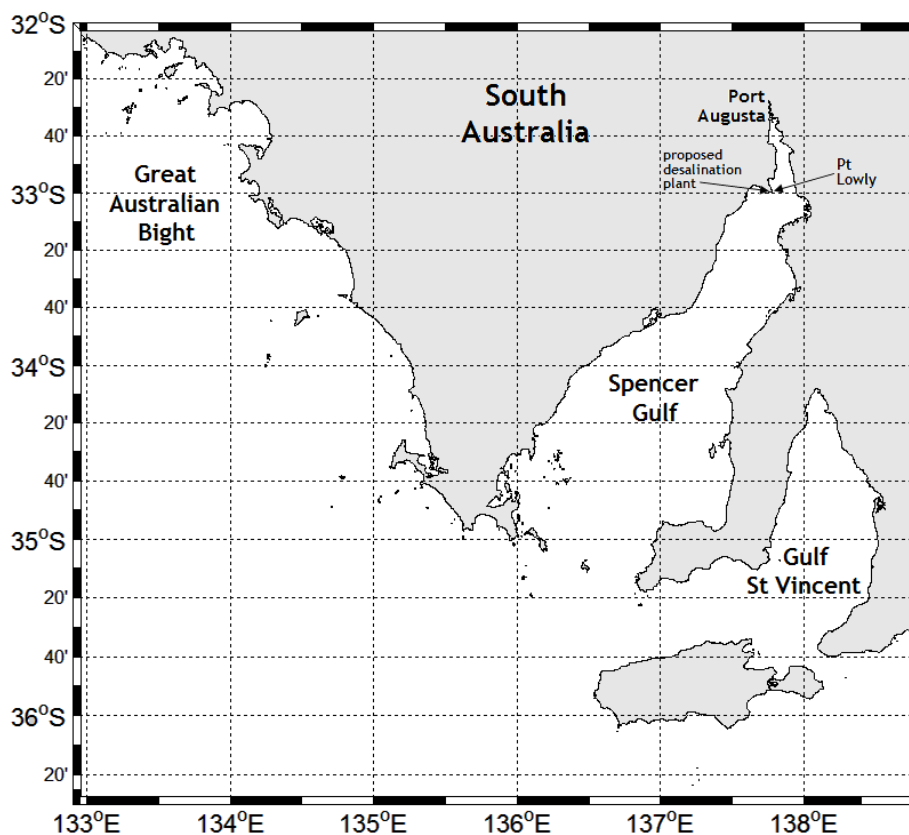 32°S
20'
40'
33°S
20'
40'
34°S
20'
40'
35°S
20'
40'
36°S
20'
South
Australia
Port
Augusta
proposed
desalination
plant
Pt
Lowly
Great
Australian
Bight
Spencer
Gulf
Gulf
St Vincent
133°E 134°E 135°E 136°E 137°E 138°E